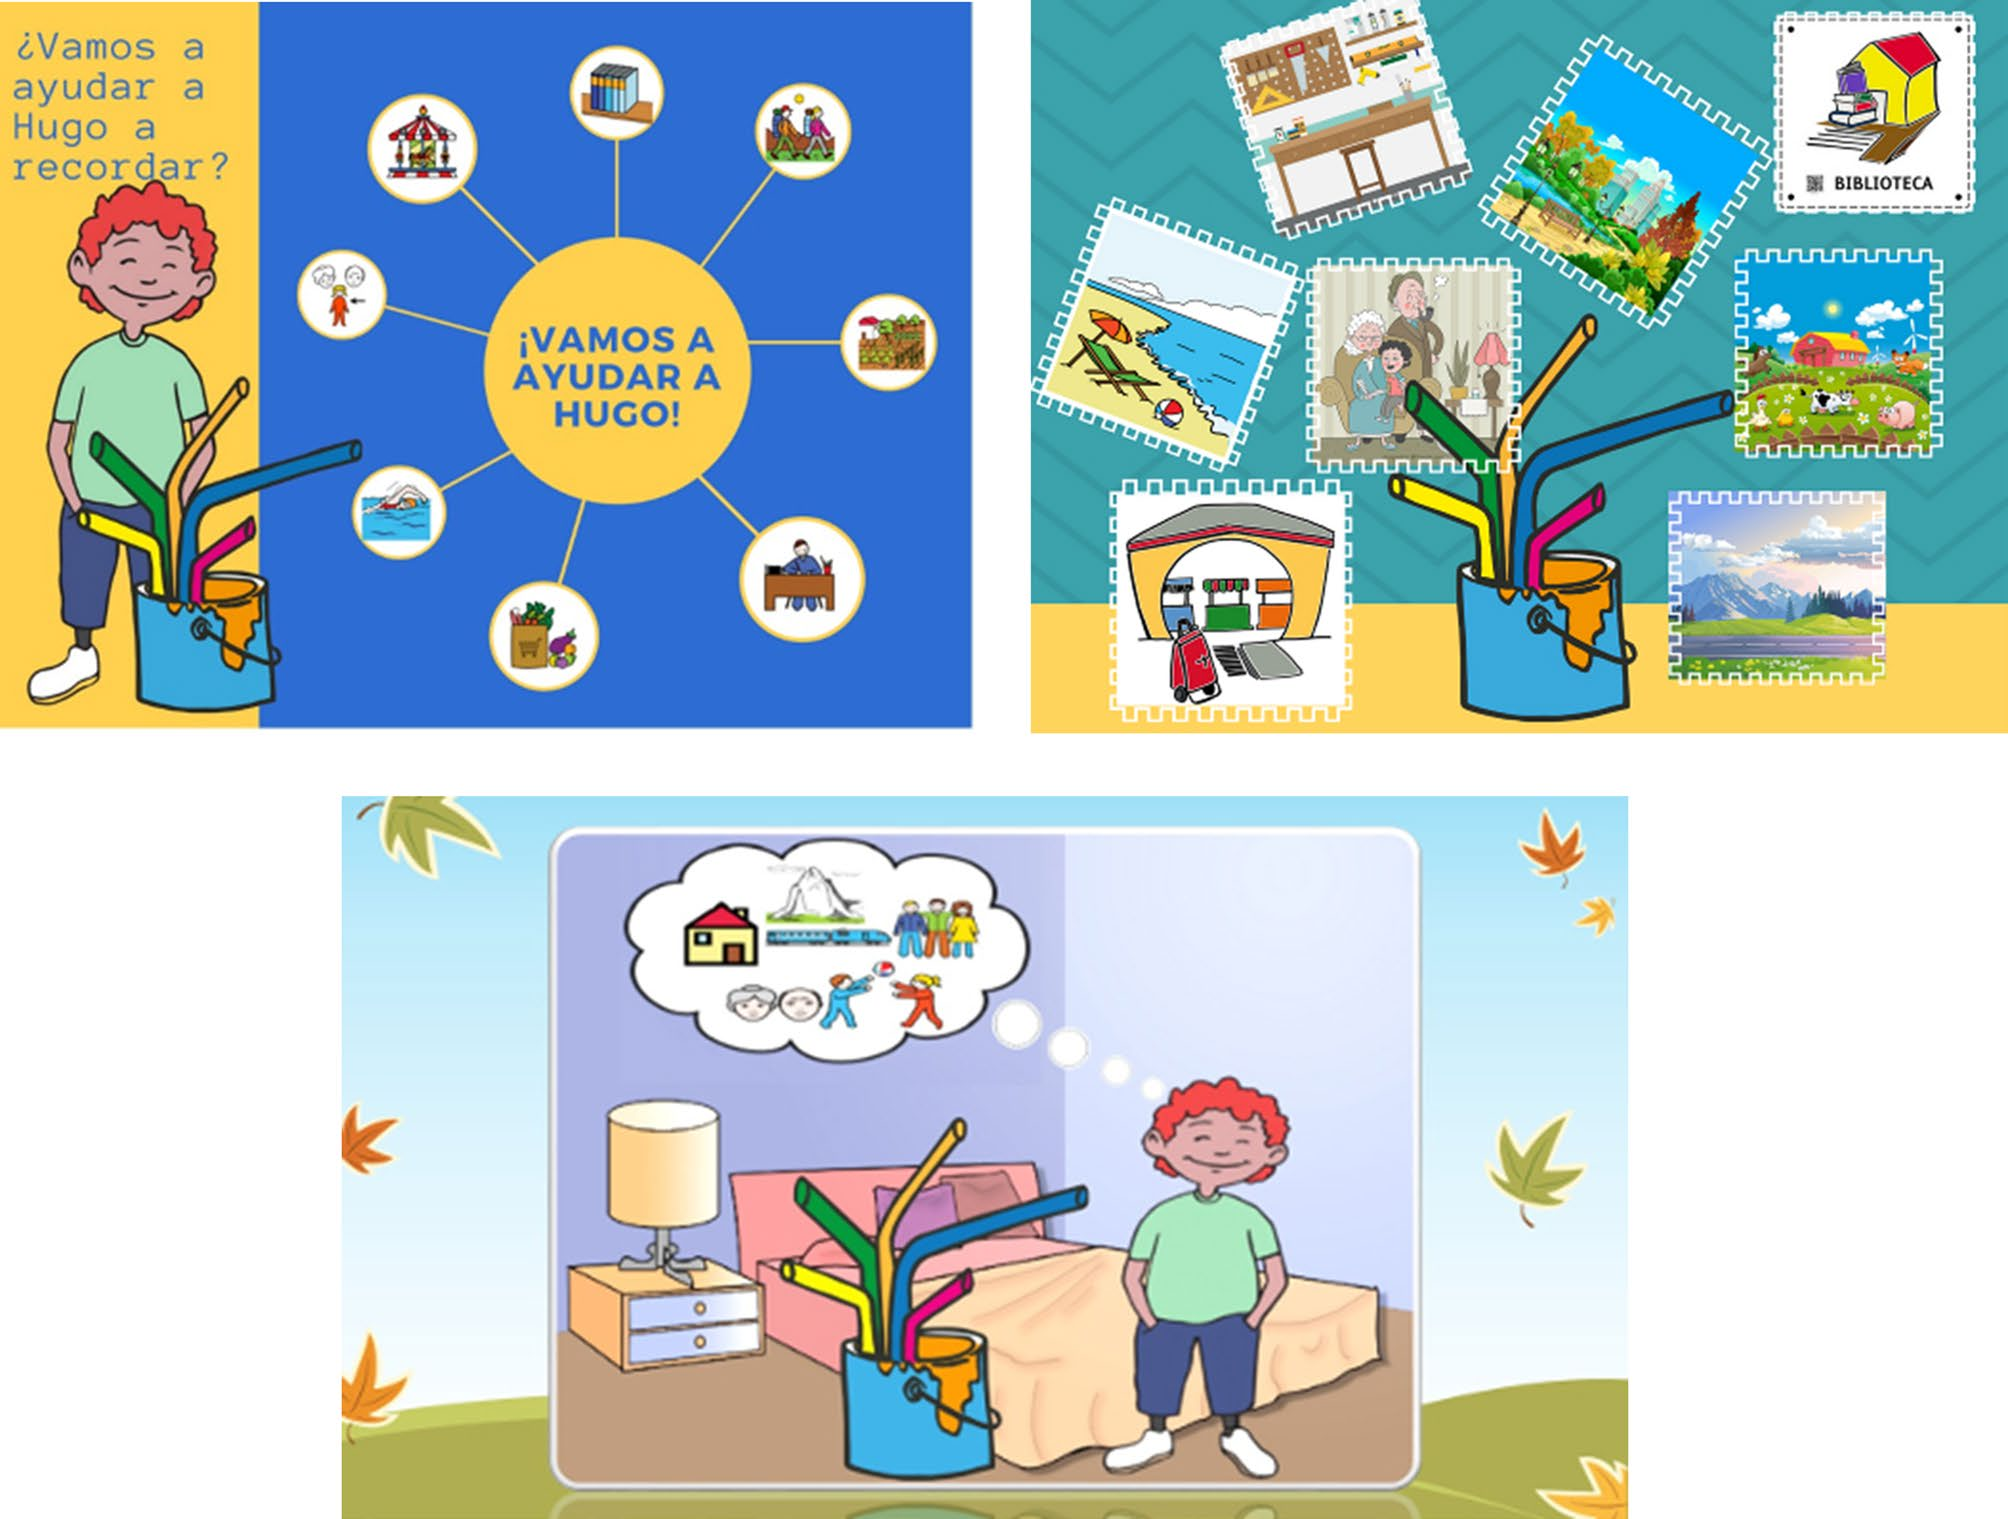 ¿Vamos a
ayudar a
Hugo a
recordar?
¡VAMOS A
AYUDAR A
HUGO!
BIBLIOTECA